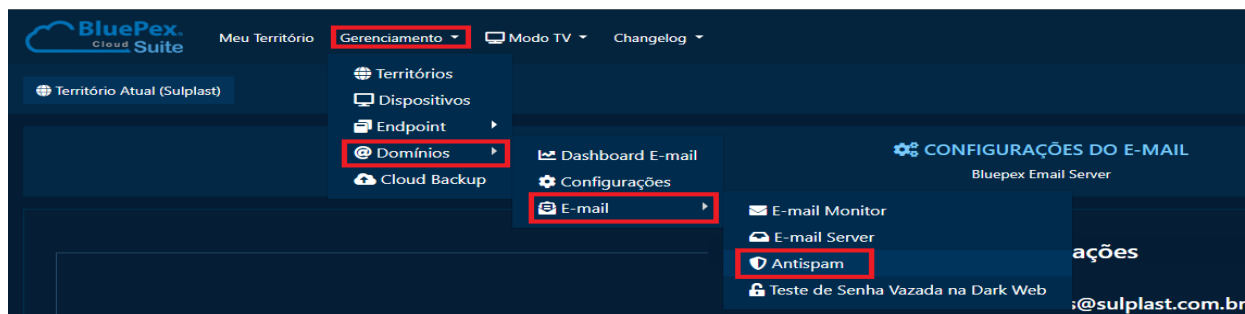 BluePex.
Cloud Suite
Meu Território
Gerenciamento
Modo TV
Changelog
Território Atual (Sulplast)
Territórios
Dispositivos
Endpoint
Domínios
Cloud Backup
Dashboard E-mail
Configurações
E-mail
CONFIGURAÇÕES DO E-MAIL
Bluepex Email Server
E-mail Monitor
E-mail Server
Antispam
Teste de Senha Vazada na Dark Web
ações
s@sulplast.com.br